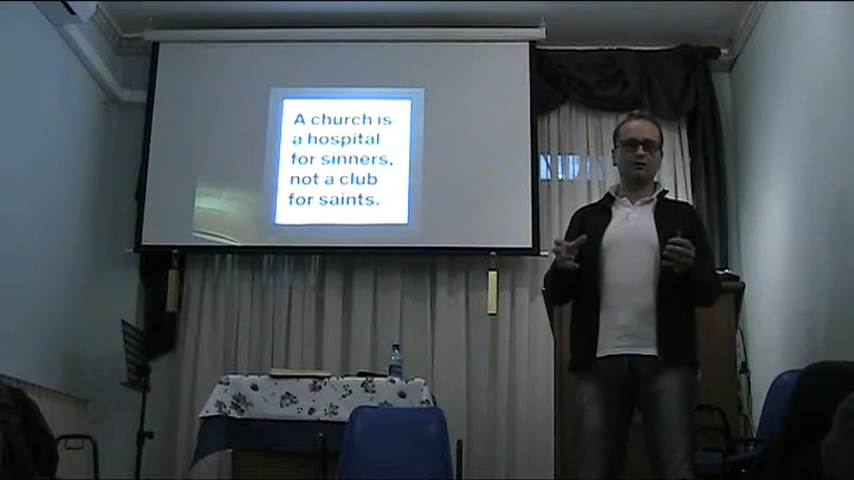 A church is
a hospital
for sinners,
not a club
for saints.